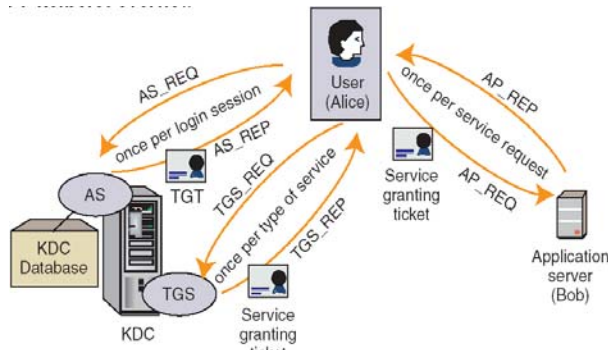 User
(Alice)
AS_REQ
once per login session
AS_REP
TGT
TGS_REQ
once per type of service
TGS_REP
Service
granting
ticket
AP_REP
once per service request
AP_REQ
AS
KDC
Database
TGS
KDC
Service
granting
ticket
Application
server
(Bob)